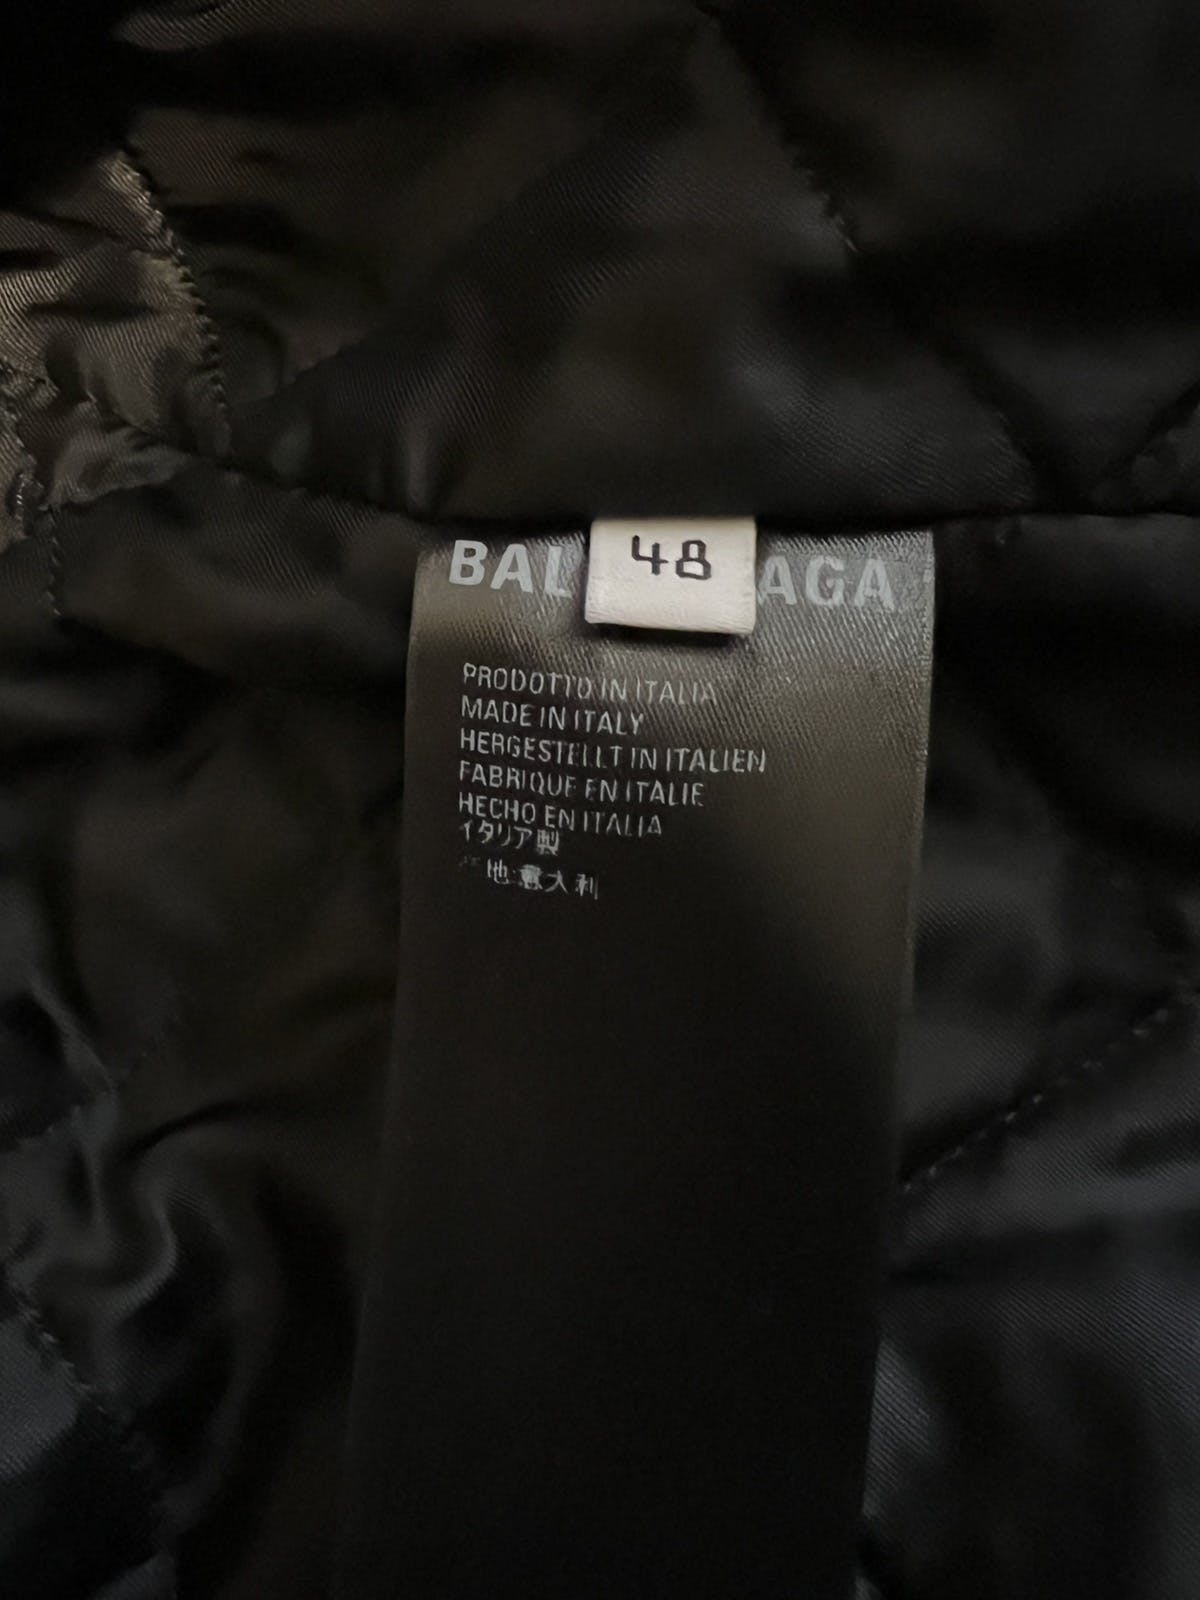 BAL 48 AGA
PRODOTTO IN ITALIA
MADE IN ITALY
HERGESTELLT IN ITALIEN
FABRIQUE EN ITALIE
HECHO EN ITALIA
イタリア製
产地:意大利